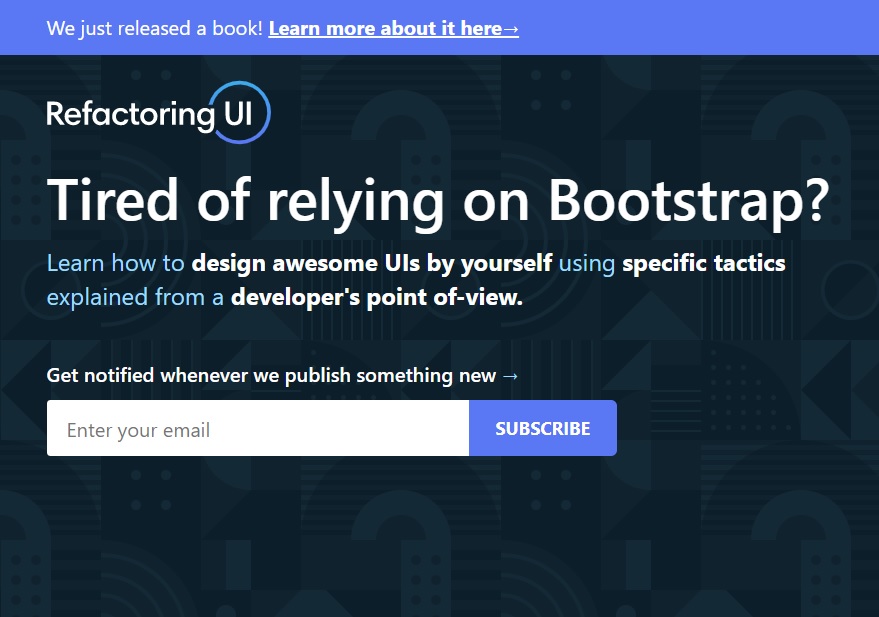 We just released a book! Learn more about it here→
Refactoring UI
Tired of relying on Bootstrap?
Learn how to design awesome UIs by yourself using specific tactics
explained from a developer's point of-view.
Get notified whenever we publish something new →
Enter your email
SUBSCRIBE